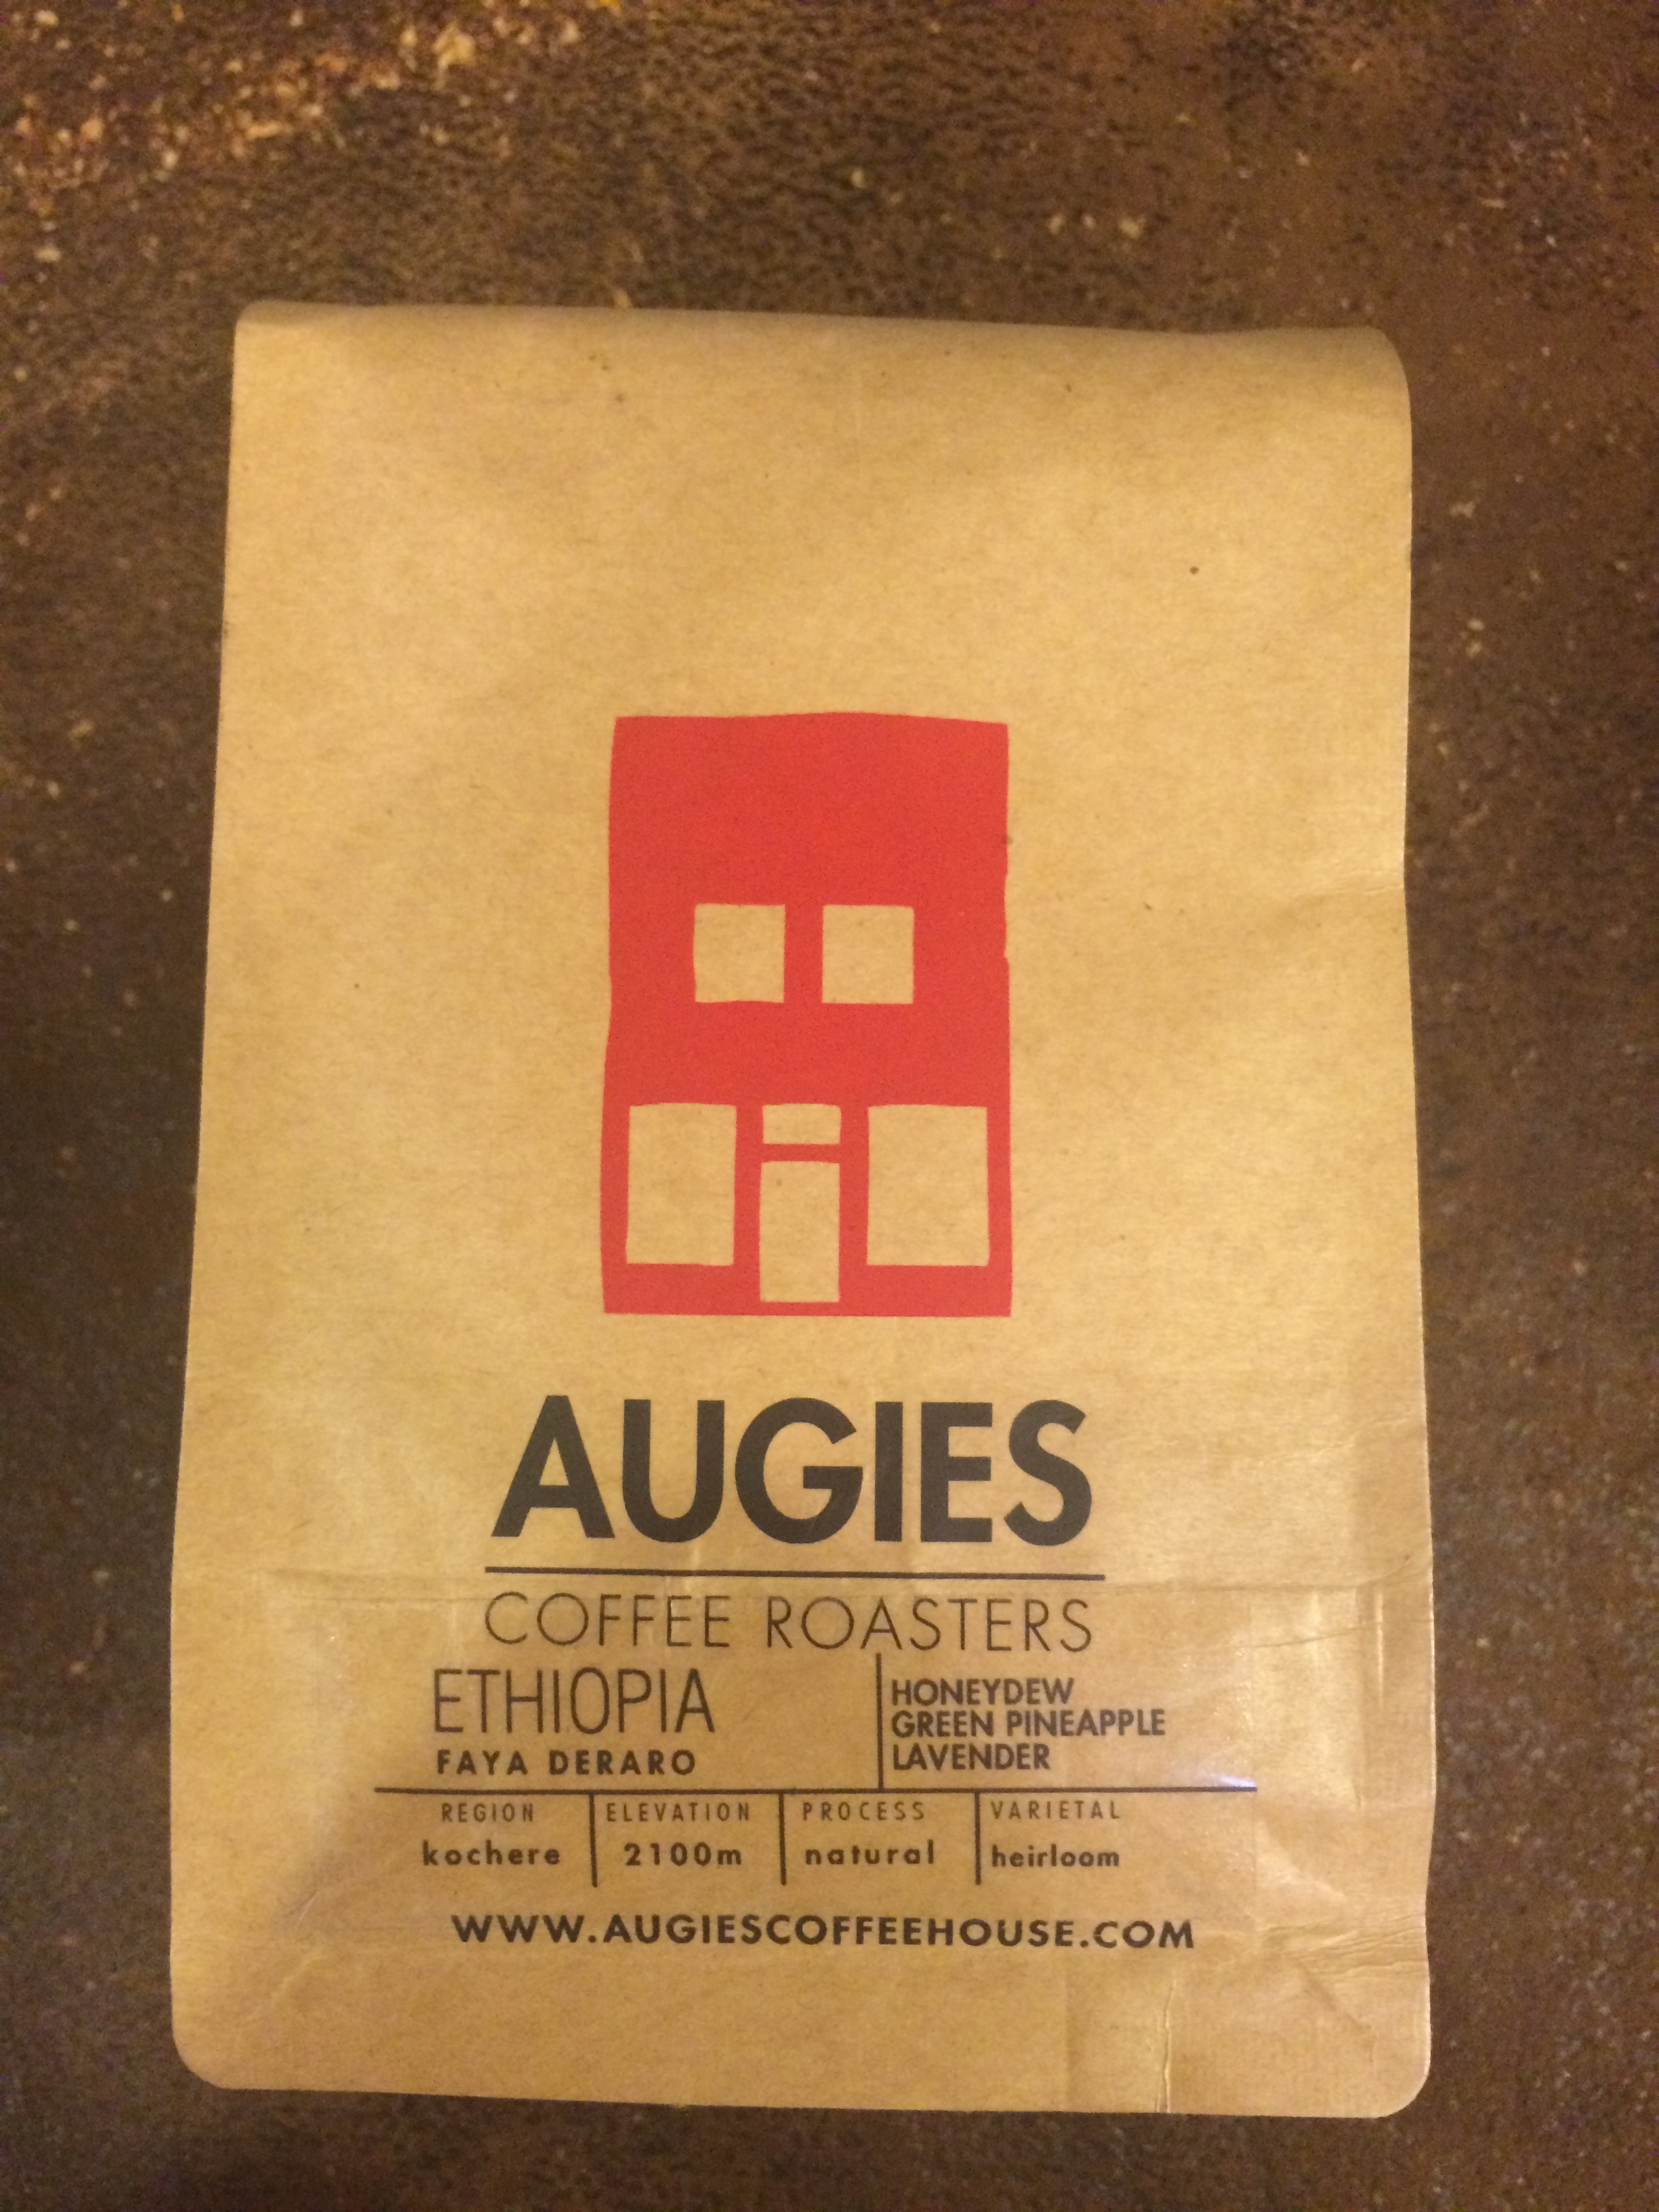 AUGIES
COFFEE ROASTERS
ETHIOPIA
FAYA DERARO
HONEYDEW
GREEN PINEAPPLE
LAVENDER
REGION
kochere
ELEVATION
2100m
PROCESS
natural
VARIETAL
heirloom
WWW.AUGIESCOFFEEHOUSE.COM